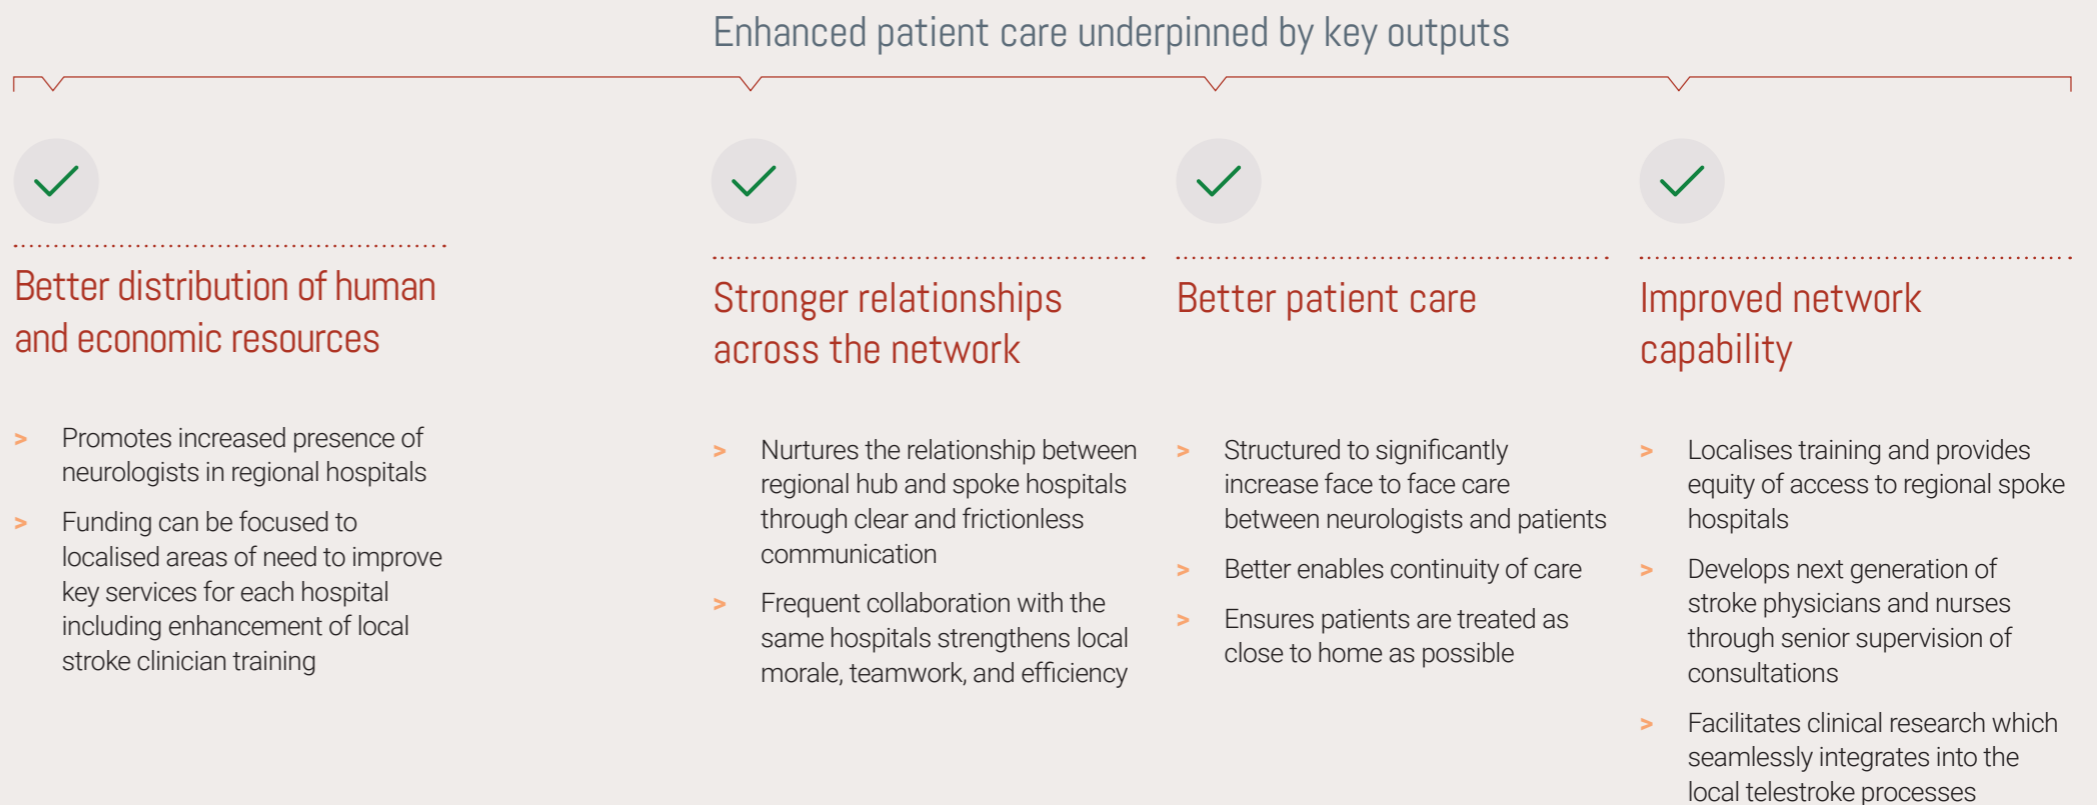 Enhanced patient care underpinned by key outputs
Better distribution of human
and economic resources
> Promotes increased presence of
neurologists in regional hospitals
> Funding can be focused to
localised areas of need to improve
key services for each hospital
including enhancement of local
stroke clinician training
Stronger relationships
across the network
> Nurtures the relationship between
regional hub and spoke hospitals
through clear and frictionless
communication
> Frequent collaboration with the
same hospitals strengthens local
morale, teamwork, and efficiency
Better patient care
> Structured to significantly
increase face to face care
between neurologists and patients
> Better enables continuity of care
> Ensures patients are treated as
close to home as possible
Improved network
capability
> Localises training and provides
equity of access to regional spoke
hospitals
> Develops next generation of
stroke physicians and nurses
through senior supervision of
consultations
> Facilitates clinical research which
seamlessly integrates into the
local telestroke processes